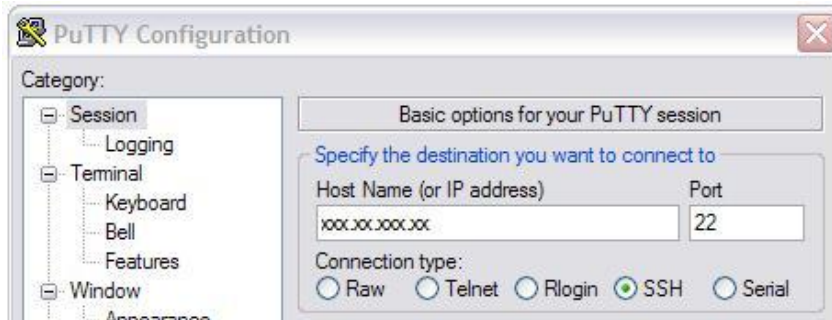 PuTTY Configuration
Category:
Session
Logging
Terminal
Keyboard
Bell
Features
Window
Appearance
Basic options for your PuTTY session
Specify the destination you want to connect to
Host Name (or IP address) Port
xxx.xx.xxx.xx 22
Connection type:
Raw Telnet Rlogin SSH Serial